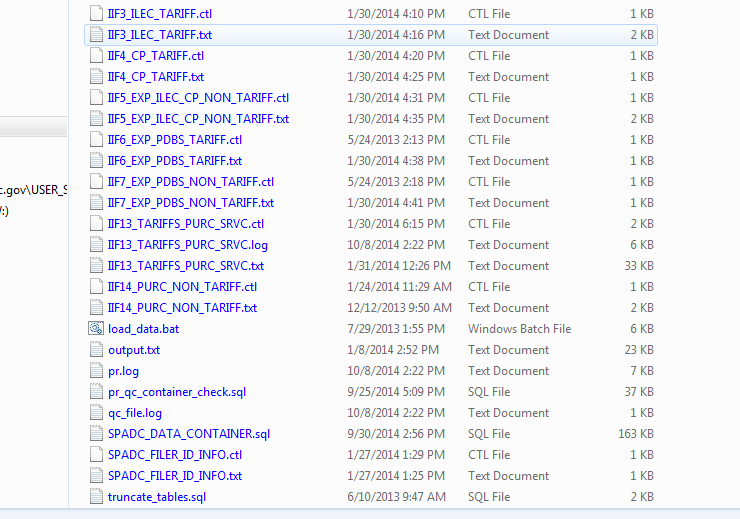 IIF3_ILEC_TARIFF.ctl 1/30/2014 4:10 PM CTL File 1 KB
IIF3_ILEC_TARIFF.txt 1/30/2014 4:16 PM Text Document 2 KB
IIF4_CP_TARIFF.ctl 1/30/2014 4:20 PM CTL File 1 KB
IIF4_CP_TARIFF.txt 1/30/2014 4:25 PM Text Document 1 KB
IIF5_EXP_ILEC_CP_NON_TARIFF.ctl 1/30/2014 4:31 PM CTL File 1 KB
IIF5_EXP_ILEC_CP_NON_TARIFF.txt 1/30/2014 4:35 PM Text Document 2 KB
IIF6_EXP_PDBS_TARIFF.ctl 5/24/2013 2:13 PM CTL File 1 KB
IIF6_EXP_PDBS_TARIFF.txt 1/30/2014 4:38 PM Text Document 1 KB
IIF7_EXP_PDBS_NON_TARIFF.ctl 5/24/2013 2:18 PM CTL File 1 KB
c.gov\USER_S IIF7_EXP_PDBS_NON_TARIFF.txt 1/30/2014 4:41 PM Text Document 1 KB
:) IIF13_TARIFFS_PURC_SRVC.ctl 1/30/2014 6:15 PM CTL File 2 KB
IIF13_TARIFFS_PURC_SRVC.log 10/8/2014 2:22 PM Text Document 6 KB
IIF13_TARIFFS_PURC_SRVC.txt 1/31/2014 12:26 PM Text Document 33 KB
IIF14_PURC_NON_TARIFF.ctl 1/24/2014 11:29 AM CTL File 1 KB
IIF14_PURC_NON_TARIFF.txt 12/12/2013 9:50 AM Text Document 2 KB
load_data.bat 7/29/2013 1:55 PM Windows Batch File 6 KB
output.txt 1/8/2014 2:52 PM Text Document 23 KB
pr.log 10/8/2014 2:22 PM Text Document 7 KB
pr_qc_container_check.sql 9/25/2014 5:09 PM SQL File 37 KB
qc_file.log 10/8/2014 2:22 PM Text Document 1 KB
SPADC_DATA_CONTAINER.sql 9/30/2014 2:56 PM SQL File 163 KB
SPADC_FILER_ID_INFO.ctl 1/27/2014 1:29 PM CTL File 1 KB
SPADC_FILER_ID_INFO.txt 1/27/2014 1:25 PM Text Document 1 KB
truncate_tables.sql 6/10/2013 9:47 AM SQL File 2 KB